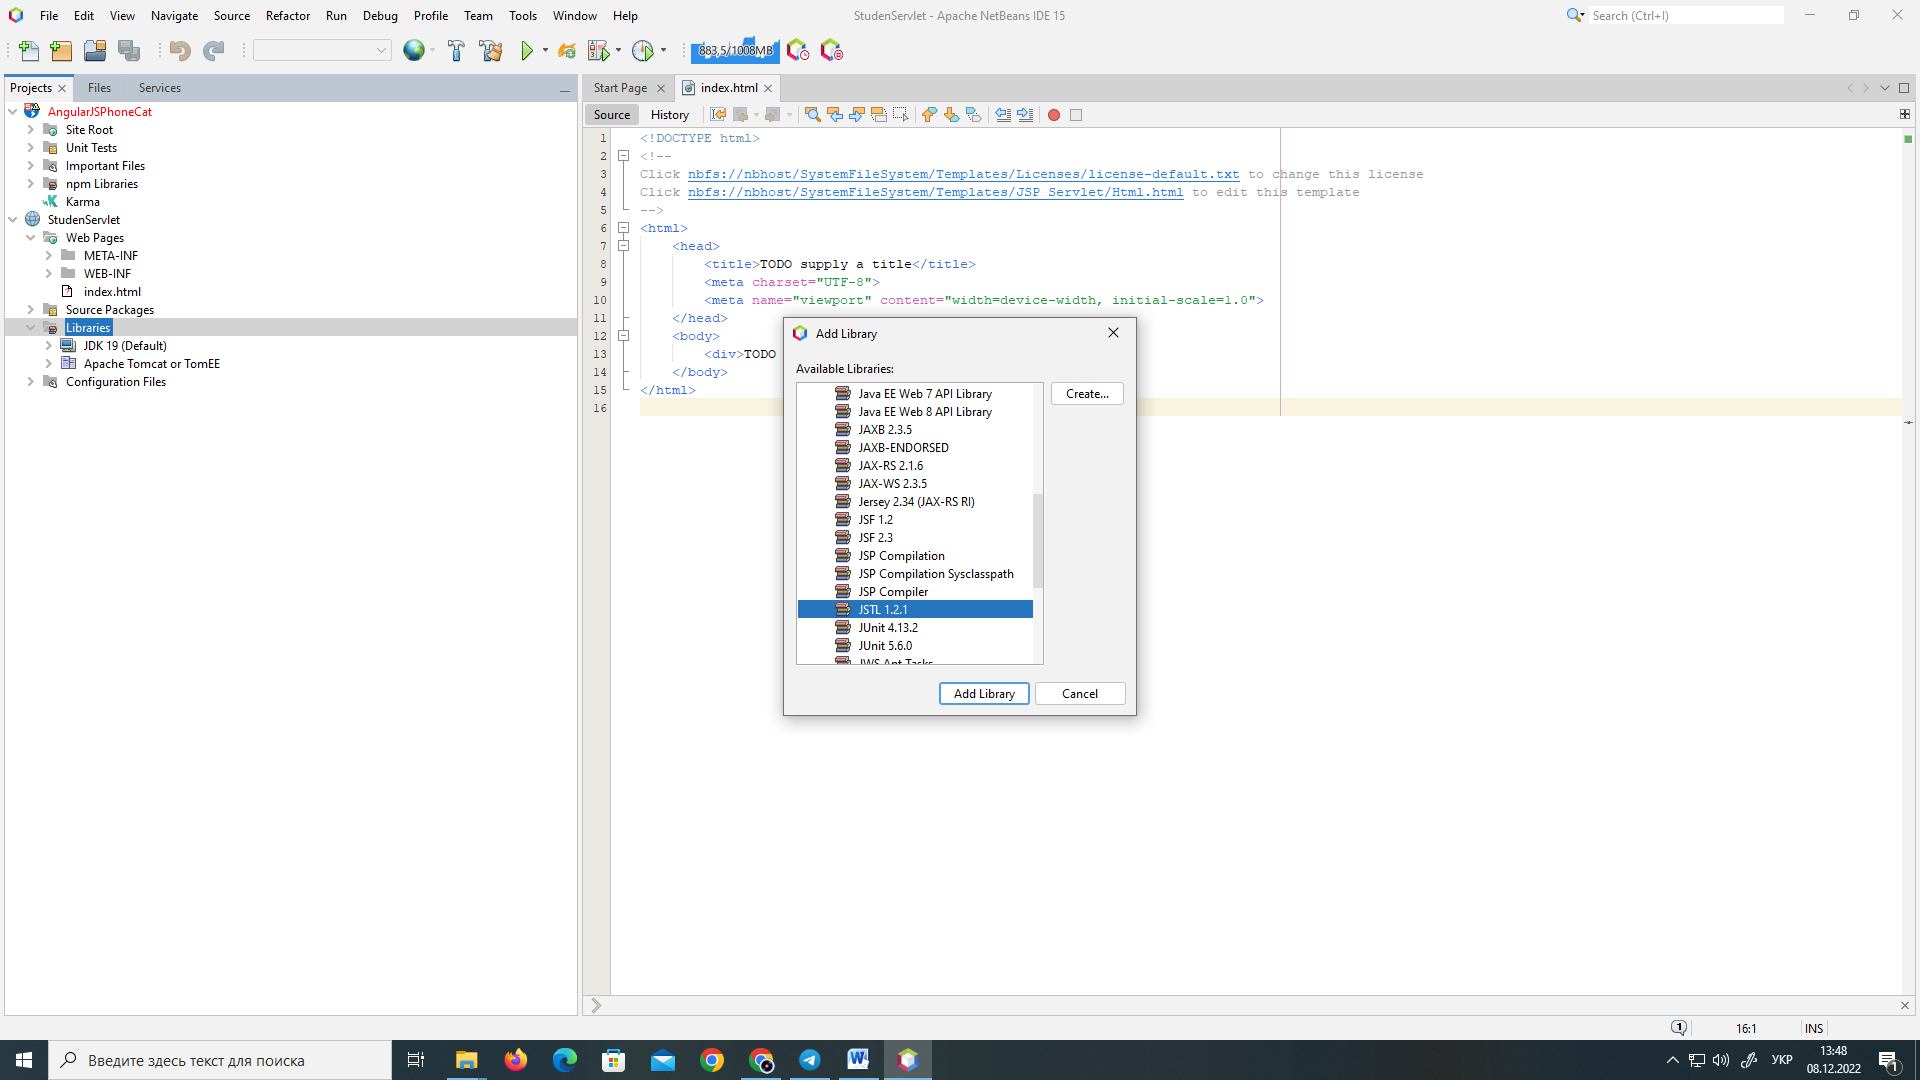 File Edit View Navigate Source Refactor Run Debug Profile Team Tools Window Help
StudenServlet - Apache NetBeans IDE 15
Search (Ctrl+I)
883,5/1008MB
Projects Files Services
Start Page index.html
Source History
AngularJSPhoneCat
Site Root
Unit Tests
Important Files
npm Libraries
Karma
StudenServlet
Web Pages
META-INF
WEB-INF
index.html
Source Packages
Libraries
JDK 19 (Default)
Apache Tomcat or TomEE
Configuration Files
1 <!DOCTYPE html>
2 <!--
3 Click nbfs://nbhost/SystemFileSystem/Templates/Licenses/license-default.txt to change this license
4 Click nbfs://nbhost/SystemFileSystem/Templates/JSP_Servlet/Html.html to edit this template
5 -->
6 <html>
7 <head>
8 <title>TODO supply a title</title>
9 <meta charset="UTF-8">
10 <meta name="viewport" content="width=device-width, initial-scale=1.0">
11 </head>
12 <body>
13 <div>TODO
14 </body>
15 </html>
16
Add Library
Available Libraries:
Java EE Web 7 API Library
Java EE Web 8 API Library
JAXB 2.3.5
JAXB-ENDORSED
JAX-RS 2.1.6
JAX-WS 2.3.5
Jersey 2.34 (JAX-RS RI)
JSF 1.2
JSF 2.3
JSP Compilation
JSP Compilation Sysclasspath
JSP Compiler
JSTL 1.2.1
JUnit 4.13.2
JUnit 5.6.0
JWS Ant Tasks
Create...
Add Library Cancel
1 16:1 INS
Введите здесь текст для поиска
УКР
13:48
08.12.2022
1